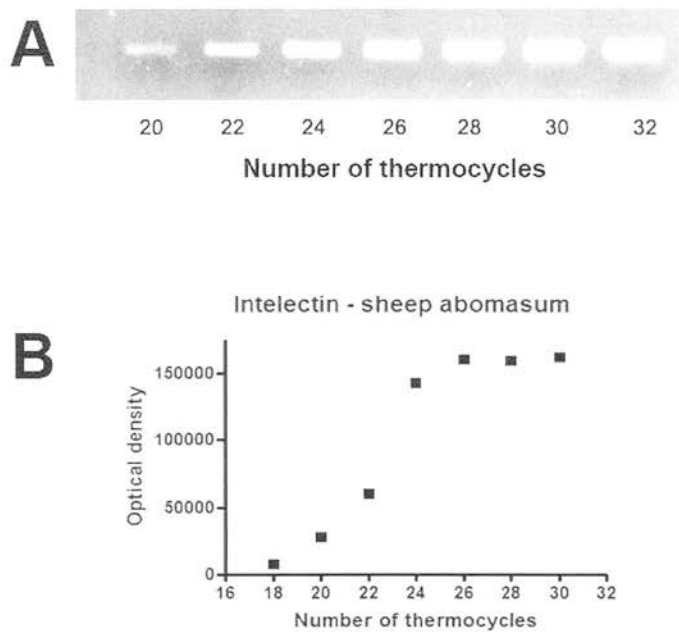 A
20 22 24 26 28 30 32
Number of thermocycles
Intelectin - sheep abomasum
B
Optical density
150000
100000
50000
0
16 18 20 22 24 26 28 30 32
Number of thermocycles